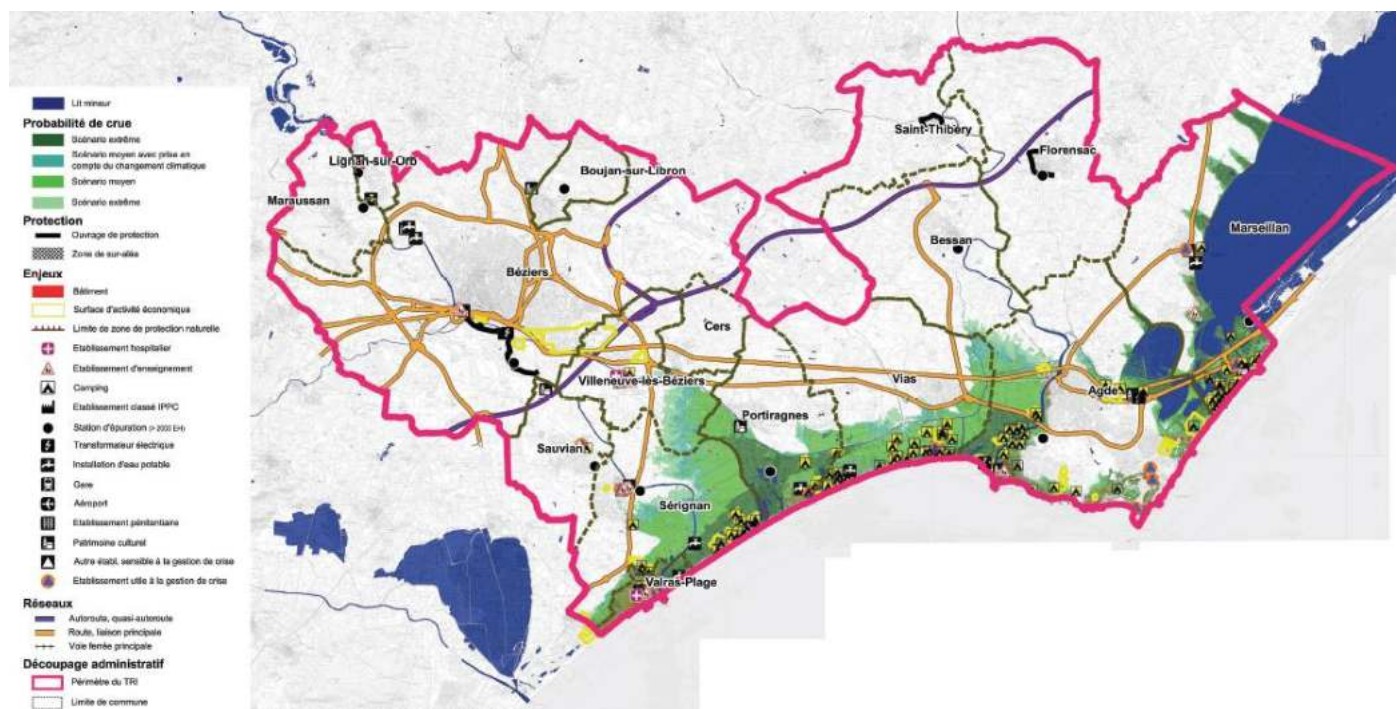 Lit mineur
Probabilité de crue
Scénario extrême
Scénario moyen avec prise en
compte du changement climatique
Scénario moyen
Scénario extrême
Protection
Ouvrage de protection
Zone de sur-aléa
Enjeux
Bâtiment
Surface d'activité économique
Limite de zone de protection naturelle
Etablissement hospitalier
Etablissement d'enseignement
Camping
Etablissement classé IPPC
Station d'épuration (> 2000 EH)
Transformateur électrique
Installation d'eau potable
Gare
Aéroport
Etablissement pénitentiaire
Patrimoine culturel
Autre établ. sensible à la gestion de crise
Etablissement utile à la gestion de crise
Réseaux
Autoroute, quasi-autoroute
Route, liaison principale
Voie ferrée principale
Découpage administratif
Périmètre du TRI
Limite de commune
Saint-Thibéry
Florensac
Lignan-sur-Orb
Boujan-sur-Libron
Maraussan
Marseillan
Bessan
Béziers
Cers
Villeneuve-lès-Béziers
Vias
Agde
Portiragnes
Sauvian
Sérignan
Valras-Plage